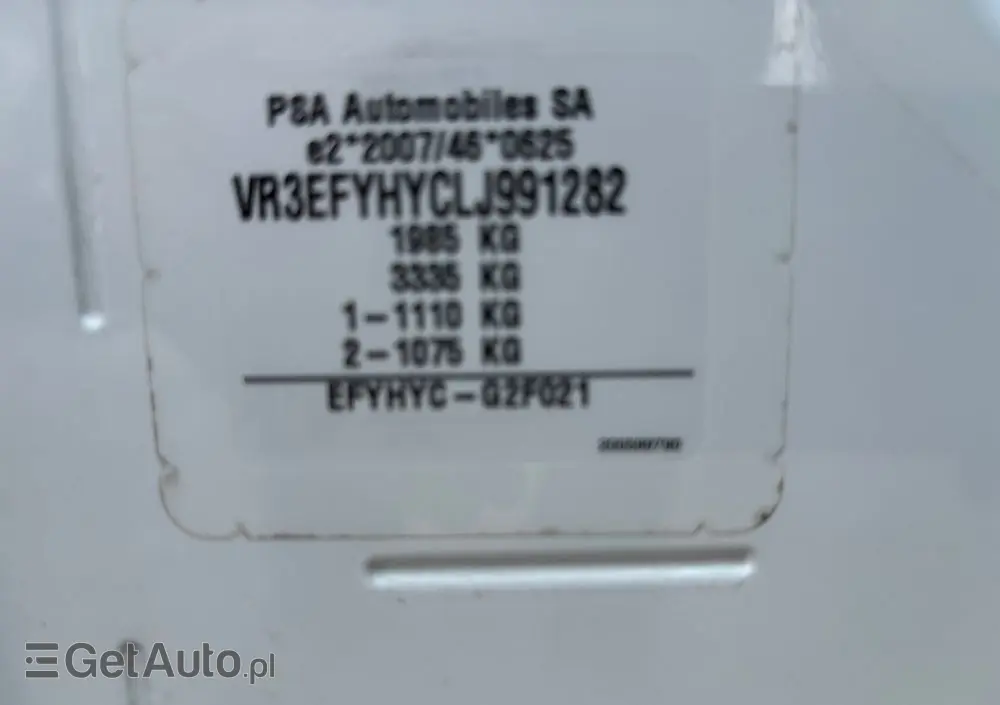 PSA Automobiles SA
e2*2007/46*0625
VR3EFYHYCLJ991282
1985 KG
3335 KG
1-1110 KG
2-1075 KG
EFYHYC-G2F021
GetAuto.pl